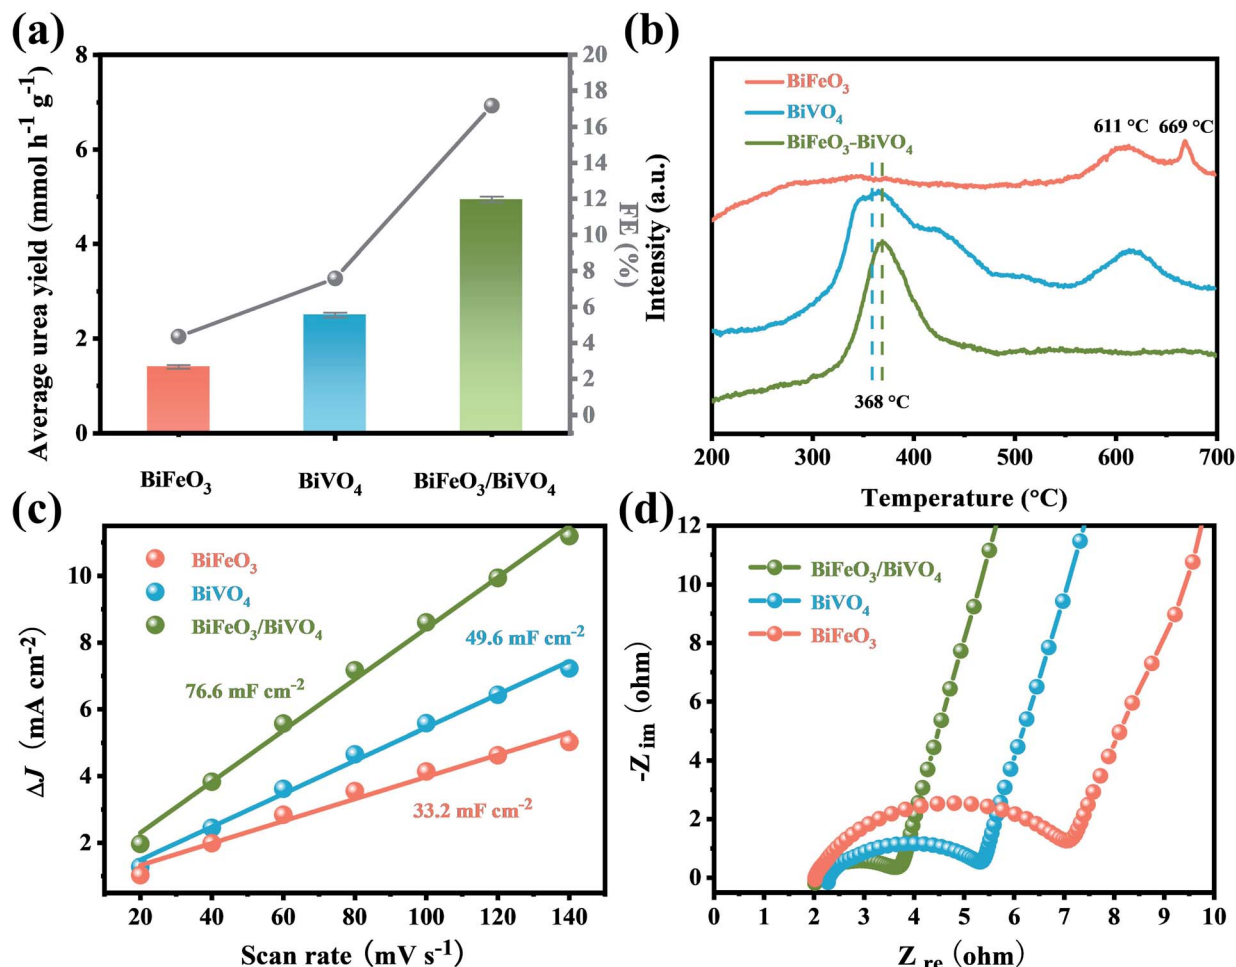 (a)
Average urea yield (mmol h⁻¹ g⁻¹)
8
6
4
2
0
20
18
16
14
12
10
8
6
4
2
0
FE (%)
BiFeO₃
BiVO₄
BiFeO₃/BiVO₄
(b)
Intensity (a.u.)
BiFeO₃
BiVO₄
BiFeO₃-BiVO₄
611 °C
669 °C
368 °C
200 300 400 500 600 700
Temperature (°C)
(c)
ΔJ (mA cm⁻²)
10
8
6
4
2
BiFeO₃
BiVO₄
BiFeO₃/BiVO₄
49.6 mF cm⁻²
76.6 mF cm⁻²
33.2 mF cm⁻²
20 40 60 80 100 120 140
Scan rate (mV s⁻¹)
(d)
-Z im (ohm)
12
10
8
6
4
2
0
BiFeO₃/BiVO₄
BiVO₄
BiFeO₃
0 1 2 3 4 5 6 7 8 9 10
Z re (ohm)